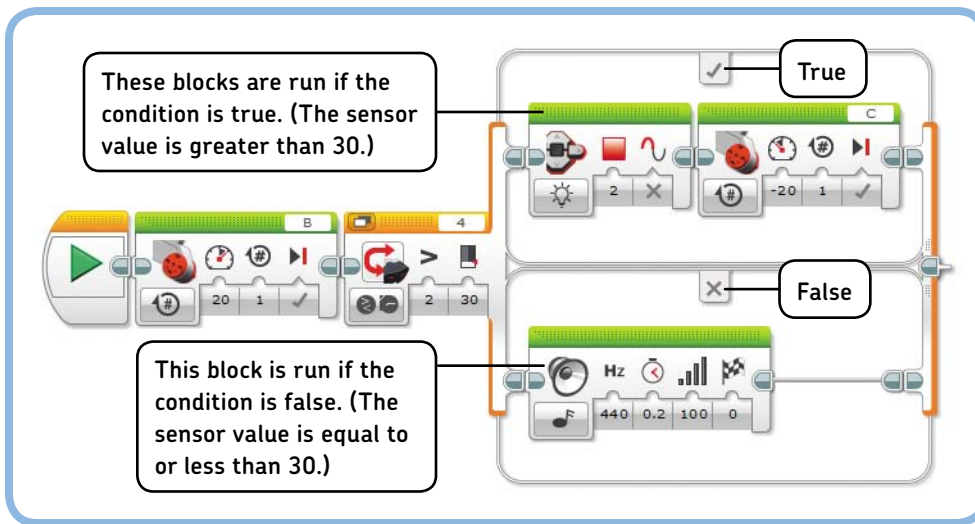 These blocks are run if the
condition is true. (The sensor
value is greater than 30.)
True
C
2
-20 1
#
#
B
4
#
#
20 1
>
2 30
False
This block is run if the
condition is false. (The
sensor value is equal to
or less than 30.)
Hz
440 0.2 100 0